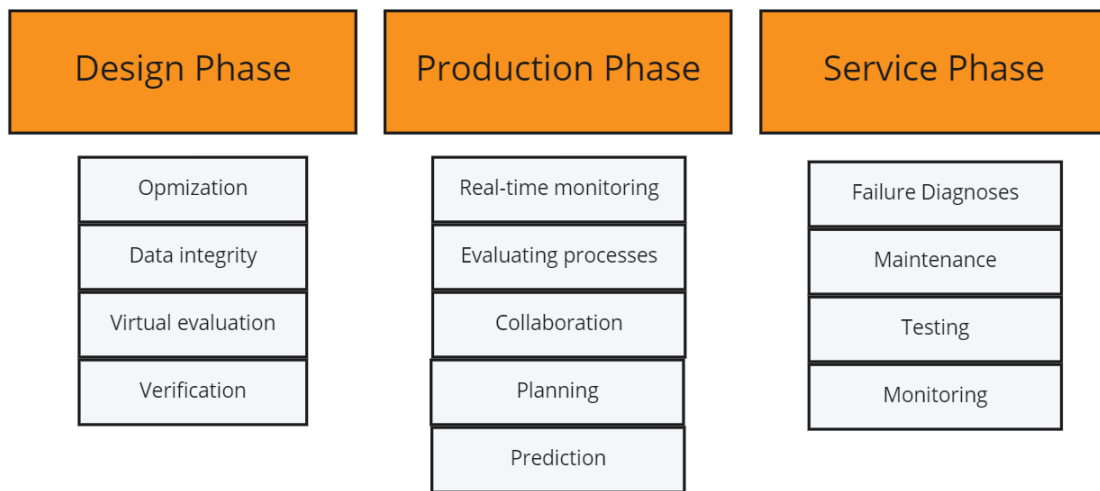 Design Phase
Production Phase
Service Phase
Opmization
Data integrity
Virtual evaluation
Verification
Real-time monitoring
Evaluating processes
Collaboration
Planning
Prediction
Failure Diagnoses
Maintenance
Testing
Monitoring